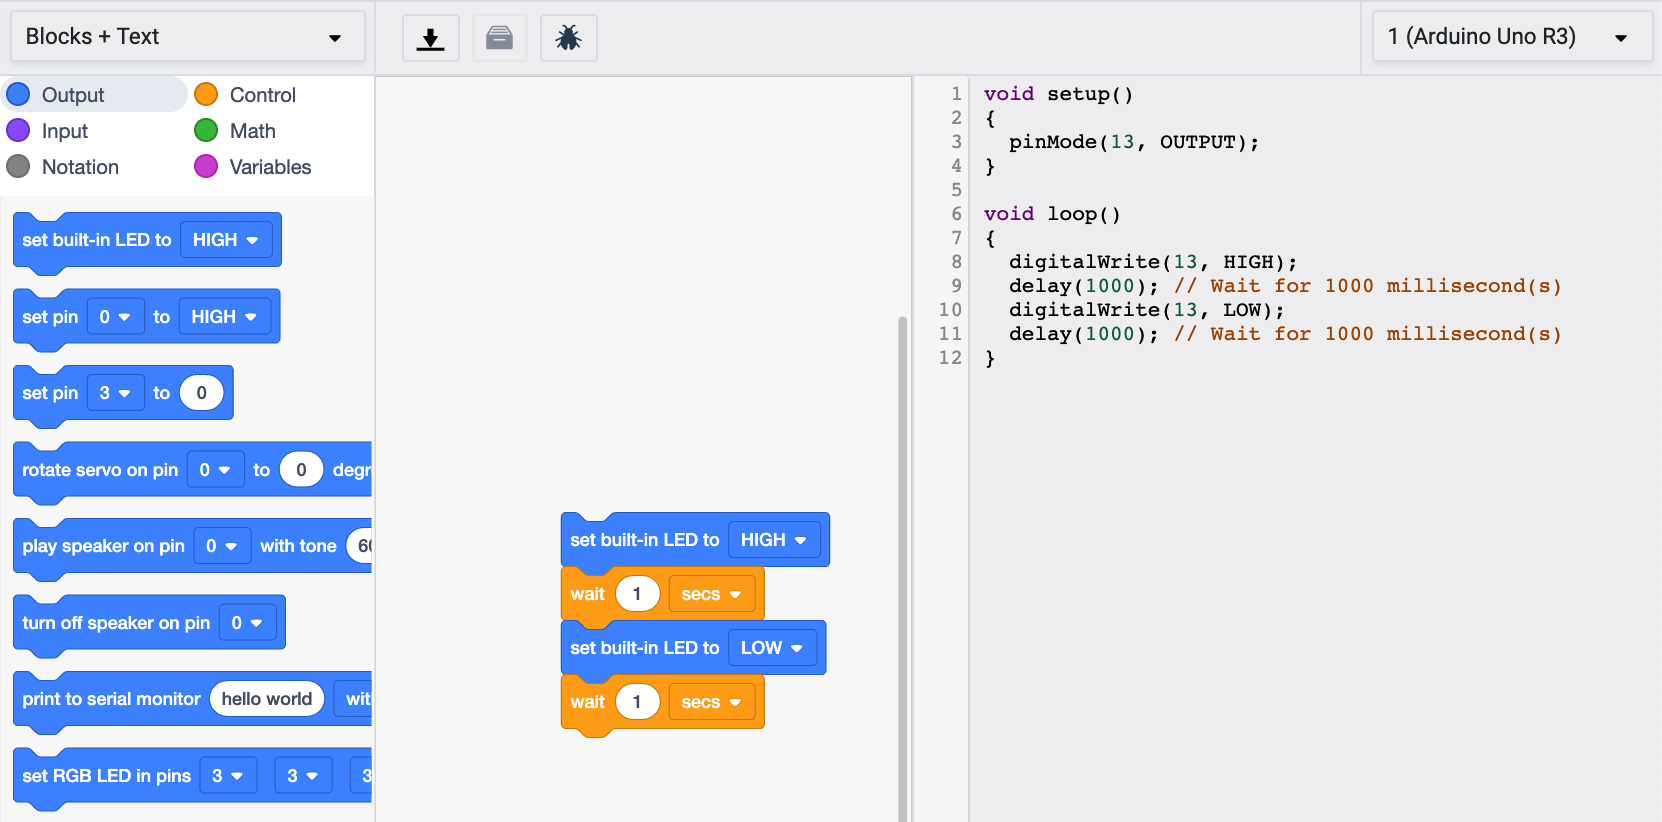 Blocks + Text
1 (Arduino Uno R3)
Output
Control
Input
Math
Notation
Variables
set built-in LED to HIGH
set pin 0 to HIGH
set pin 3 to 0
rotate servo on pin 0 to 0 degr
play speaker on pin 0 with tone 60
turn off speaker on pin 0
print to serial monitor hello world wit
set RGB LED in pins 3 3 3
set built-in LED to HIGH
wait 1 secs
set built-in LED to LOW
wait 1 secs
1 void setup()
2 {
3 pinMode(13, OUTPUT);
4 }
5
6 void loop()
7 {
8 digitalWrite(13, HIGH);
9 delay(1000); // Wait for 1000 millisecond(s)
10 digitalWrite(13, LOW);
11 delay(1000); // Wait for 1000 millisecond(s)
12 }